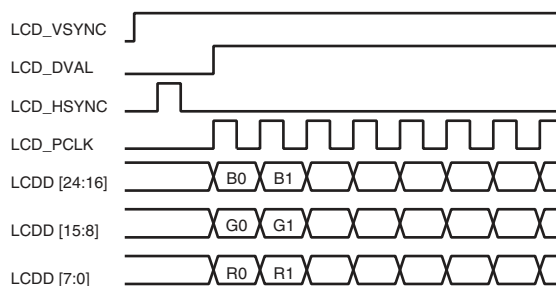 LCD_VSYNC
LCD_DVAL
LCD_HSYNC
LCD_PCLK
LCDD [24:16] B0 B1
LCDD [15:8] G0 G1
LCDD [7:0] R0 R1